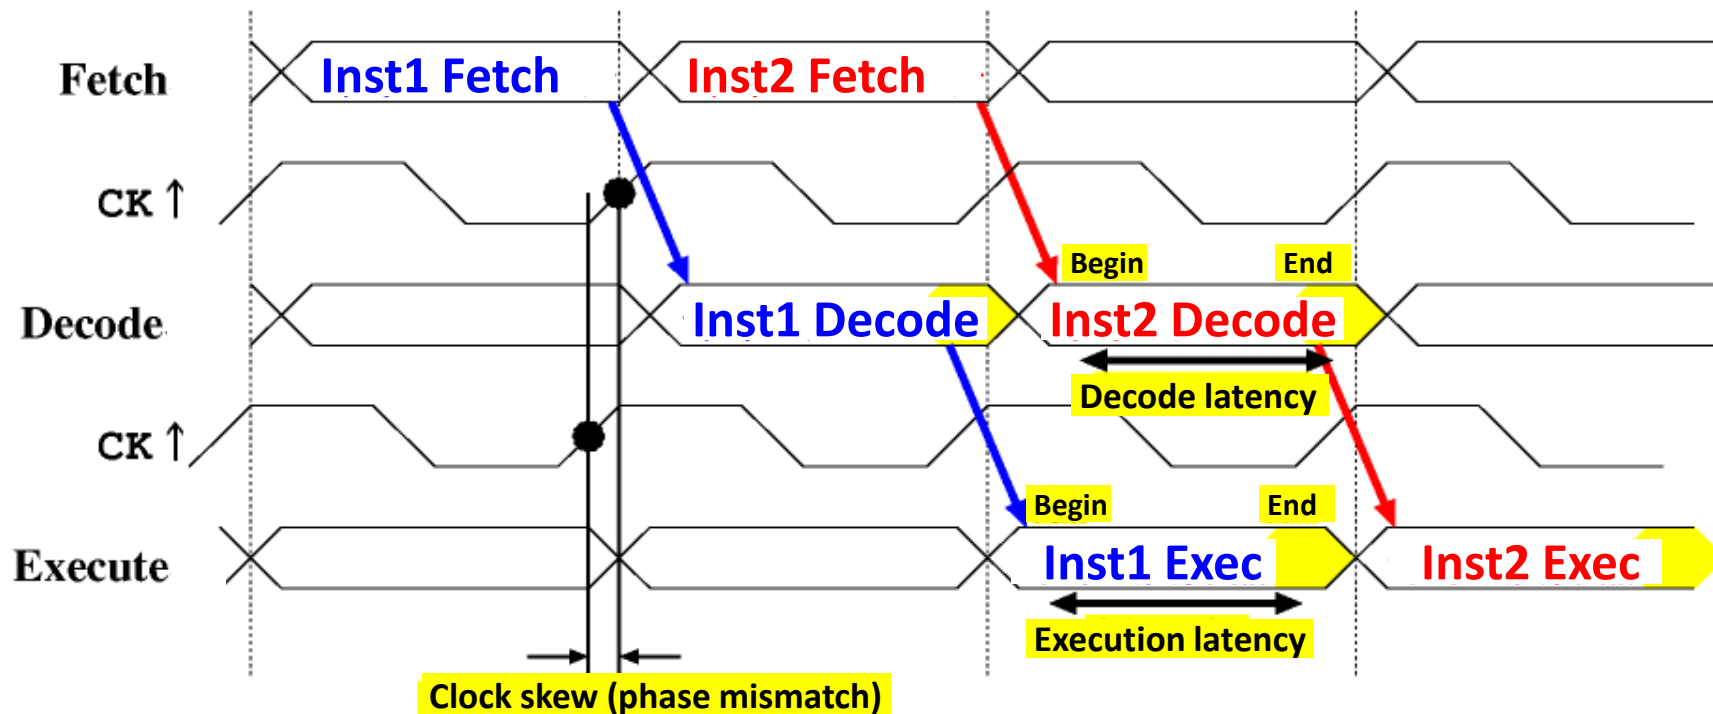 Fetch
Inst1 Fetch
Inst2 Fetch
CK ↑
Begin
End
Decode
Inst1 Decode
Inst2 Decode
Decode latency
CK ↑
Begin
End
Execute
Inst1 Exec
Inst2 Exec
Execution latency
Clock skew (phase mismatch)